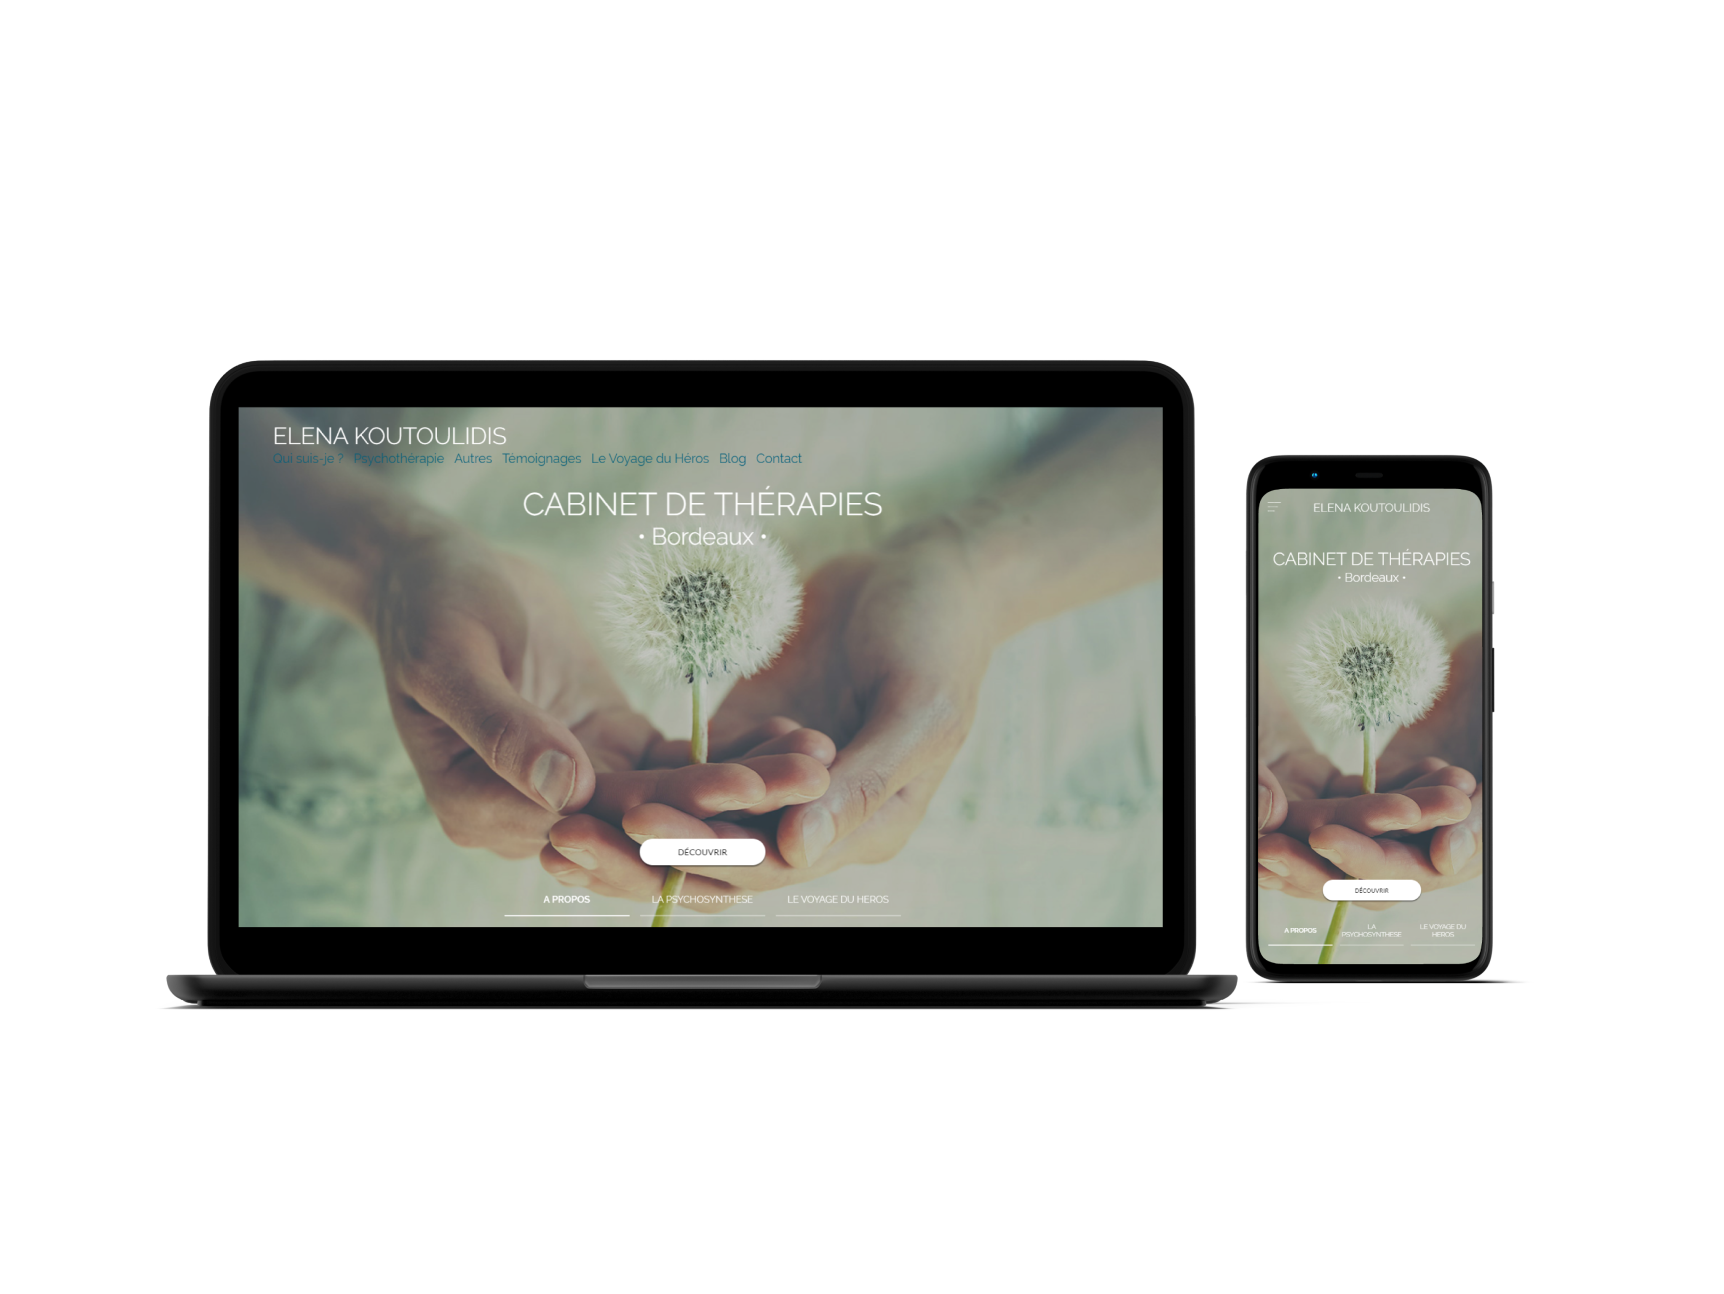 ELENA KOUTOULIDIS
Qui suis-je ? Psychothérapie Autres Témoignages Le Voyage du Héros Blog Contact
CABINET DE THÉRAPIES
• Bordeaux •
DÉCOUVRIR
A PROPOS LA PSYCHOSYNTHESE LE VOYAGE DU HEROS
ELENA KOUTOULIDIS
CABINET DE THÉRAPIES
• Bordeaux •
DÉCOUVRIR
A PROPOS LA PSYCHOSYNTHESE LE VOYAGE DU HEROS